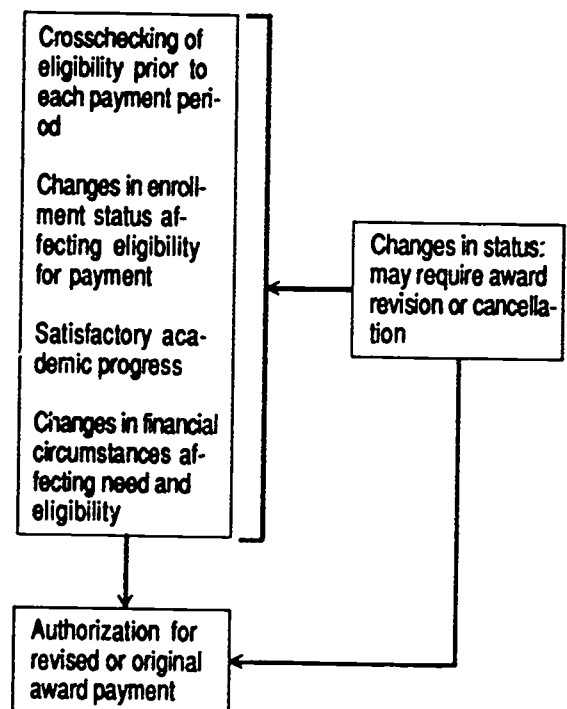 Crosschecking of
eligibility prior to
each payment peri-
od
Changes in enroll-
ment status af-
fecting eligibility
for payment
Satisfactory aca-
demic progress
Changes in financial
circumstances af-
fecting need and
eligibility
Changes in status:
may require award
revision or cancella-
tion
Authorization for
revised or original
award payment